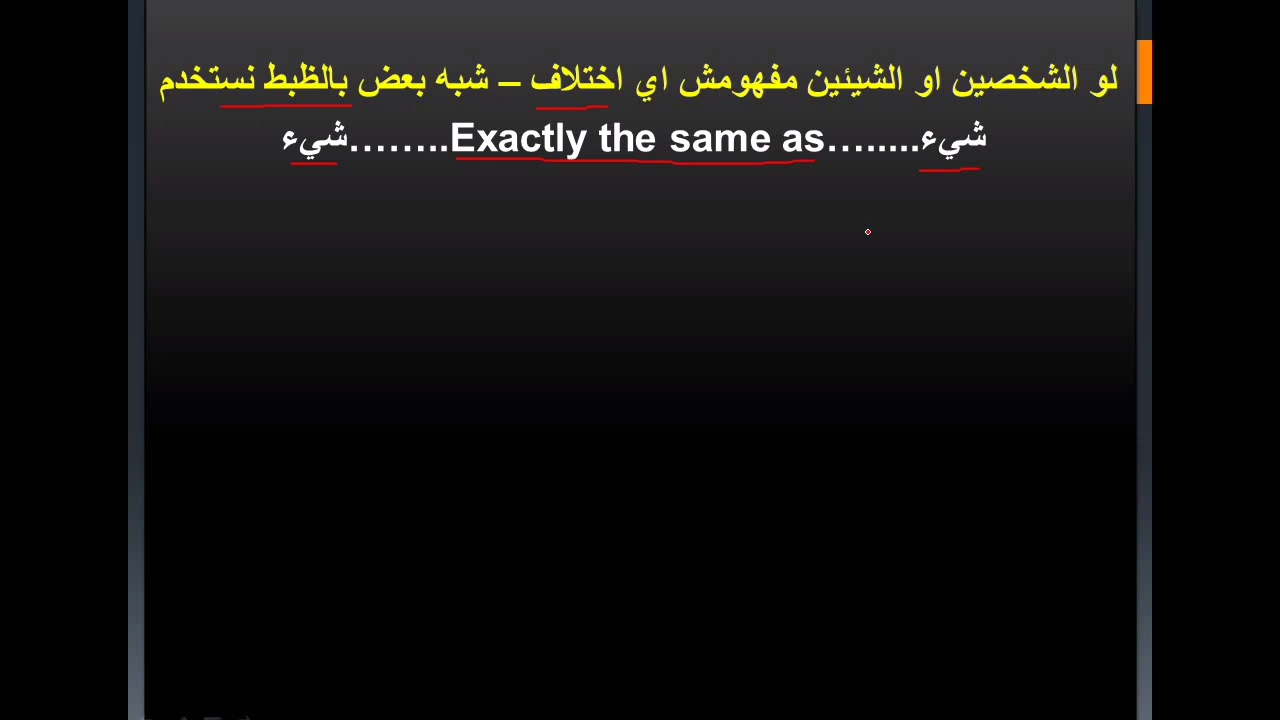 لو الشخصين او الشيئين مفهومش اي اختلاف – شبه بعض بالظبط نستخدم
شيء........Exactly the same as….....شيء